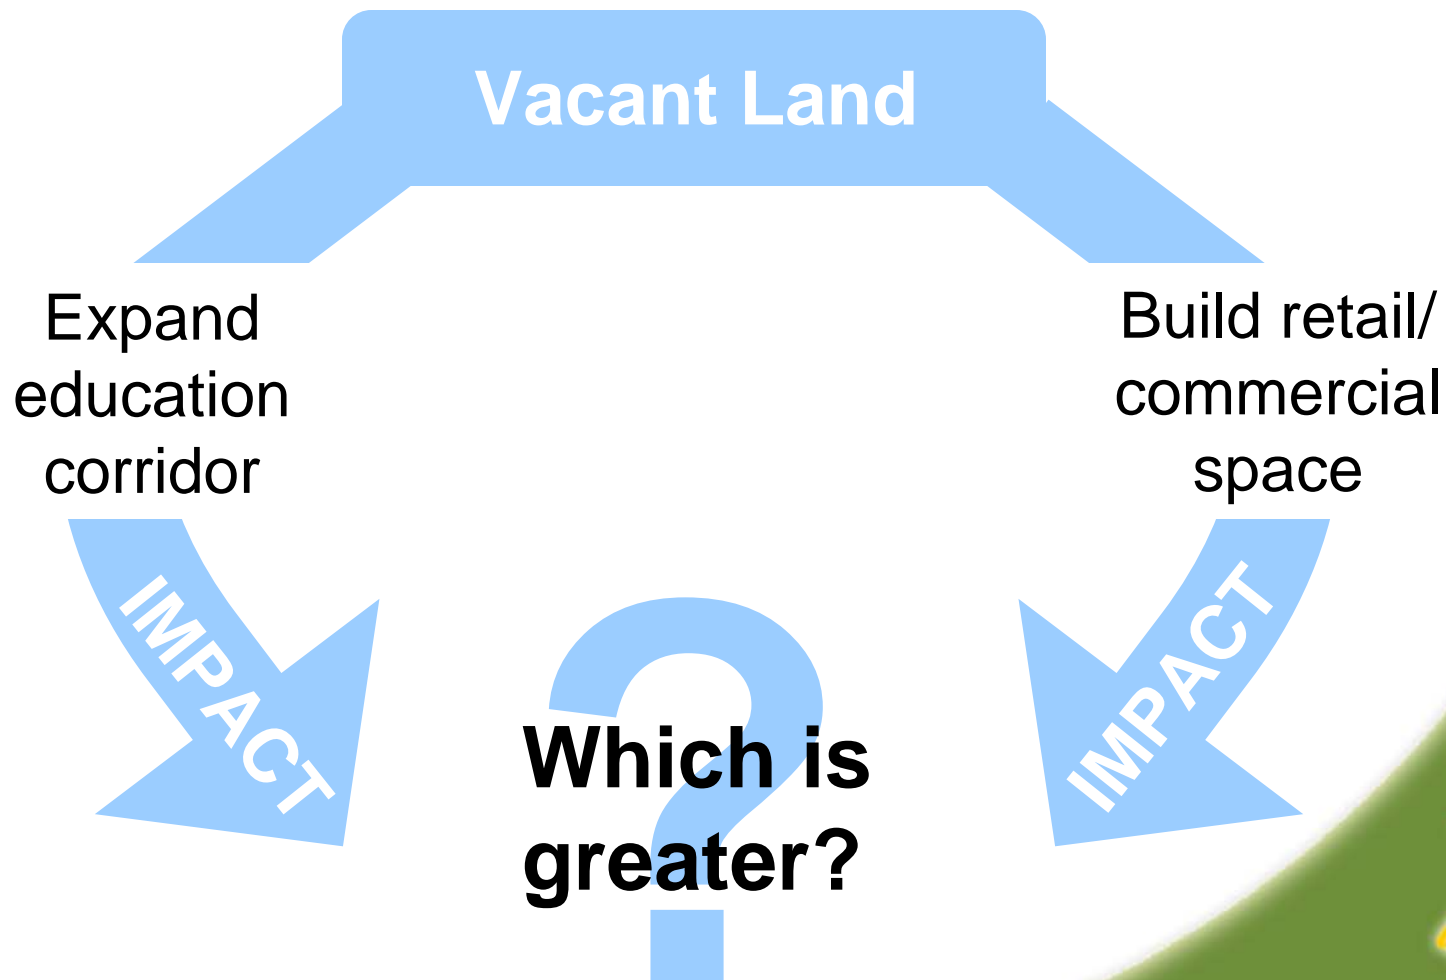 Vacant Land
Expand
education
corridor
Build retail/
commercial
space
IMPACT
IMPACT
?
Which is
greater?